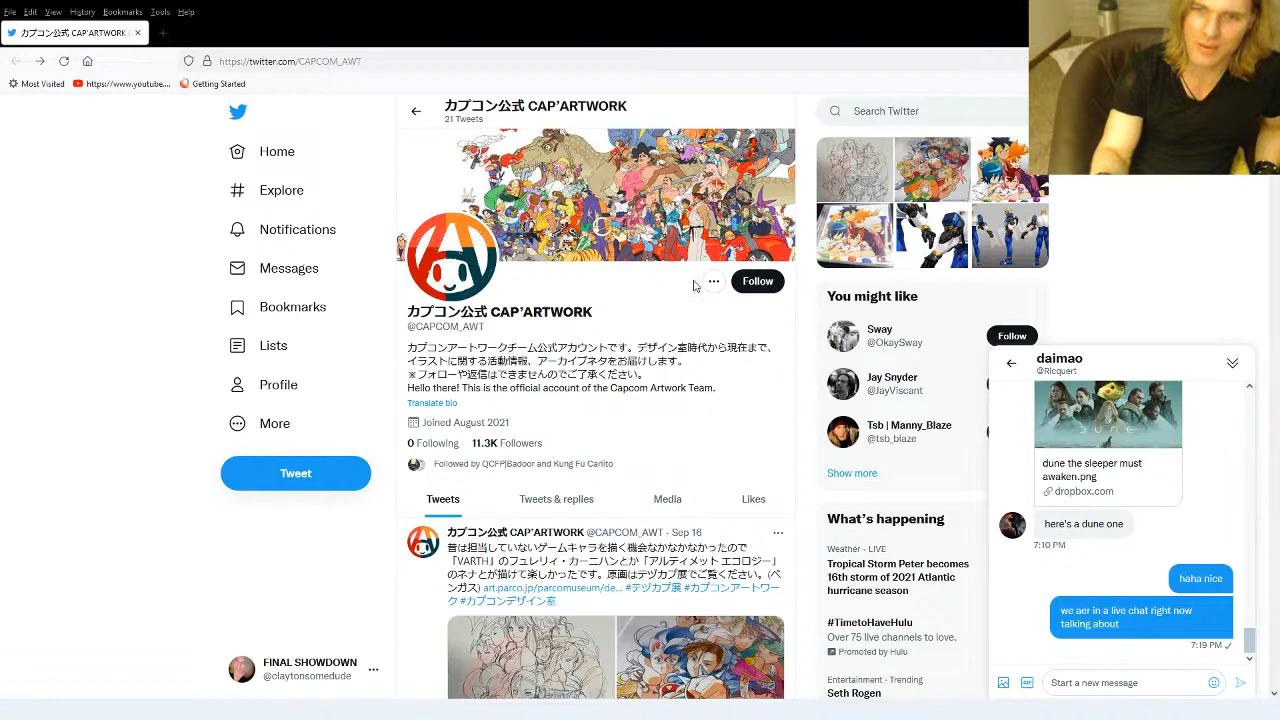 File Edit View History Bookmarks Tools Help
カプコン公式 CAP'ARTWORK (
https://twitter.com/CAPCOM_AWT
Most Visited
https://www.youtube....
Getting Started
カプコン公式 CAP'ARTWORK
21 Tweets
Search Twitter
Home
Explore
Notifications
Messages
Bookmarks
Lists
Profile
More
Tweet
FINAL SHOWDOWN
@claytonsomedude
Follow
カプコン公式 CAP'ARTWORK
@CAPCOM_AWT
カプコンアートワークチーム公式アカウントです。デザイン室時代から現在まで、
イラストに関する活動情報、アーカイブネタをお届けします。
※フォローや返信はできませんのでご了承ください。
Hello there! This is the official account of the Capcom Artwork Team.
Translate bio
Joined August 2021
0 Following 11.3K Followers
Followed by QCFP|Badoor and Kung Fu Carlito
Tweets
Tweets & replies
Media
Likes
カプコン公式 CAP'ARTWORK @CAPCOM_AWT · Sep 16
昔は担当していないゲームキャラを描く機会なかなかなかったので
「VARTH」のフュレリィ・カーニハンとか「アルティメット エコロジー」
のネナとか描けて楽しかったです。原画はテヅカプ展でご覧ください。(ベ
ンガス) art.parco.jp/parcomuseum/de... #テヅカプ展 #カプコンアートワー
ク #カプコンデザイン室
You might like
Sway
@OkaySway
Follow
Jay Snyder
@JayViscant
Tsb | Manny_Blaze
@tsb_blaze
Show more
What's happening
Weather · LIVE
Tropical Storm Peter becomes
16th storm of 2021 Atlantic
hurricane season
#TimetoHaveHulu
Over 75 live channels to love.
Promoted by Hulu
Entertainment · Trending
Seth Rogen
daimao
@RIcquert
DUNE
dune the sleeper must
awaken.png
dropbox.com
here's a dune one
7:10 PM
haha nice
we aer in a live chat right now
talking about
7:19 PM
Start a new message